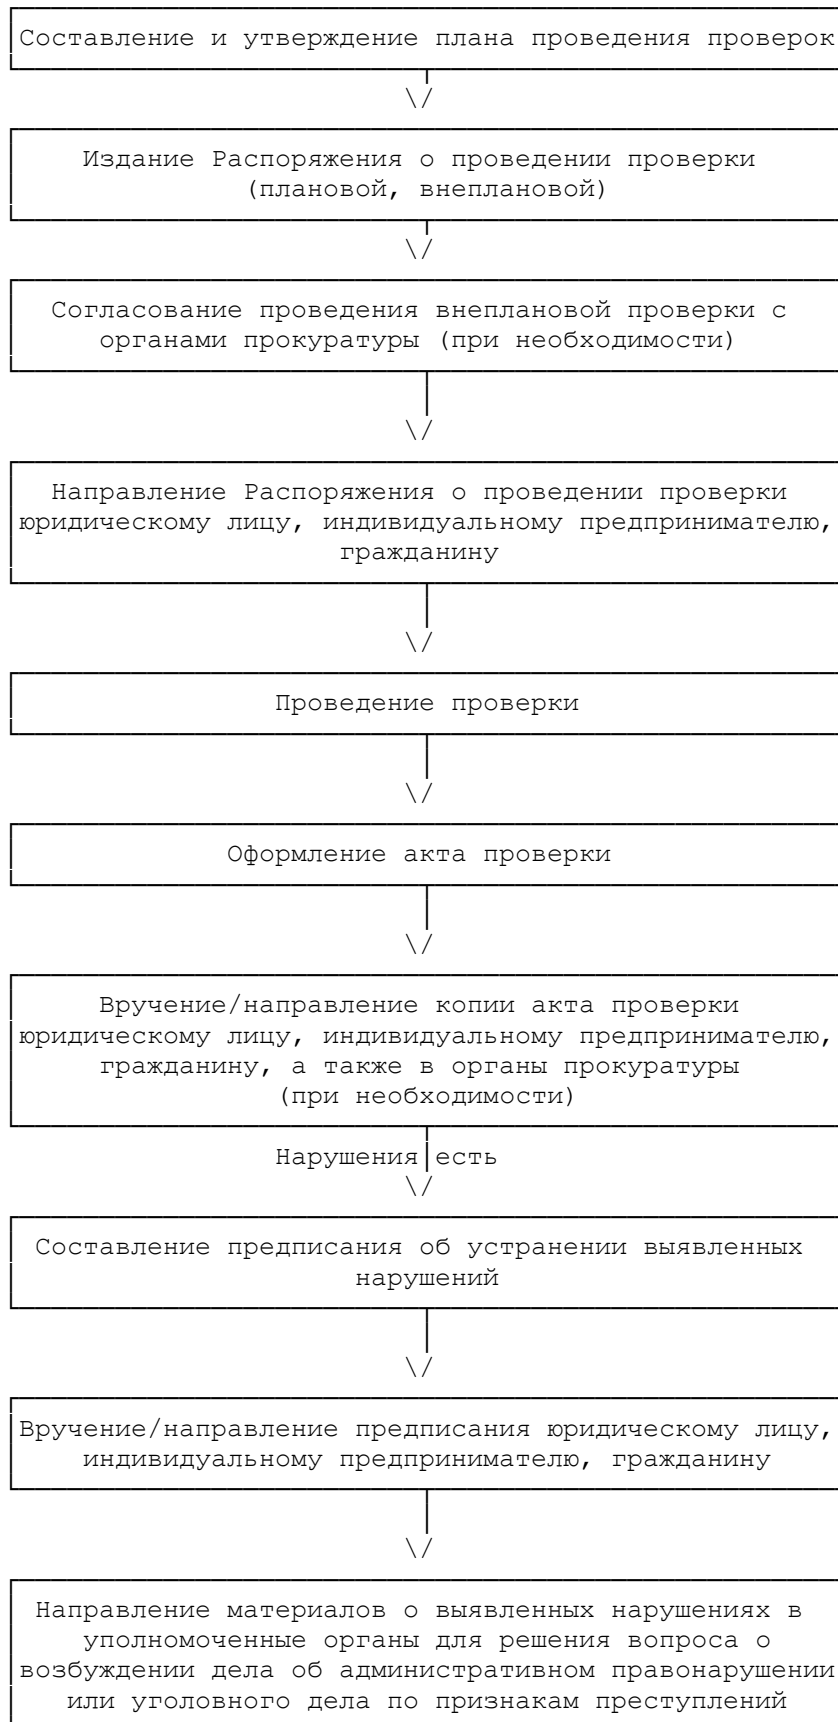 Составление и утверждение плана проведения проверок
\/
Издание Распоряжения о проведении проверки
(плановой, внеплановой)
\/
Согласование проведения внеплановой проверки с
органами прокуратуры (при необходимости)
\/
Направление Распоряжения о проведении проверки
юридическому лицу, индивидуальному предпринимателю,
гражданину
\/
Проведение проверки
\/
Оформление акта проверки
\/
Вручение/направление копии акта проверки
юридическому лицу, индивидуальному предпринимателю,
гражданину, а также в органы прокуратуры
(при необходимости)
Нарушения есть
\/
Составление предписания об устранении выявленных
нарушений
\/
Вручение/направление предписания юридическому лицу,
индивидуальному предпринимателю, гражданину
\/
Направление материалов о выявленных нарушениях в
уполномоченные органы для решения вопроса о
возбуждении дела об административном правонарушении
или уголовного дела по признакам преступлений